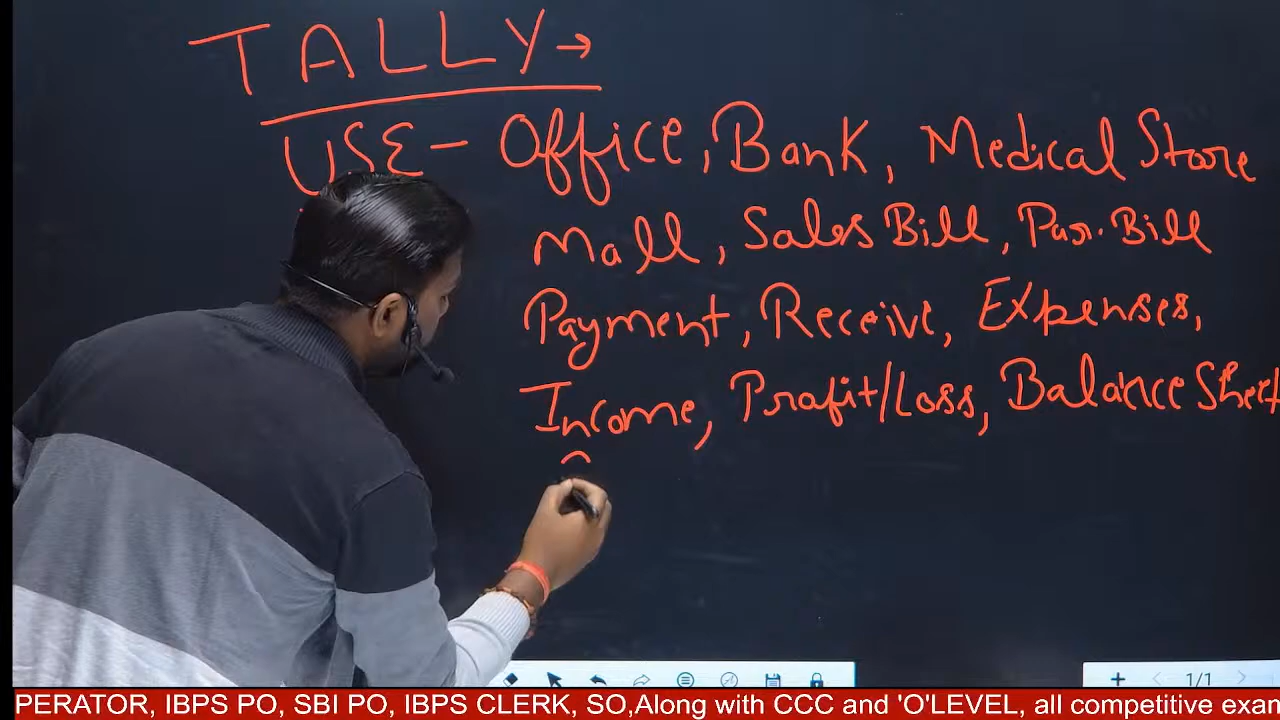 TALLY →
USE - Office, Bank, Medical Store
Mall, Sales Bill, Pur. Bill
Payment, Receive, Expenses,
Income, Profit/Loss, Balance Sheet
1/1
PERATOR, IBPS PO, SBI PO, IBPS CLERK, SO,Along with CCC and 'O'LEVEL, all competitive exan